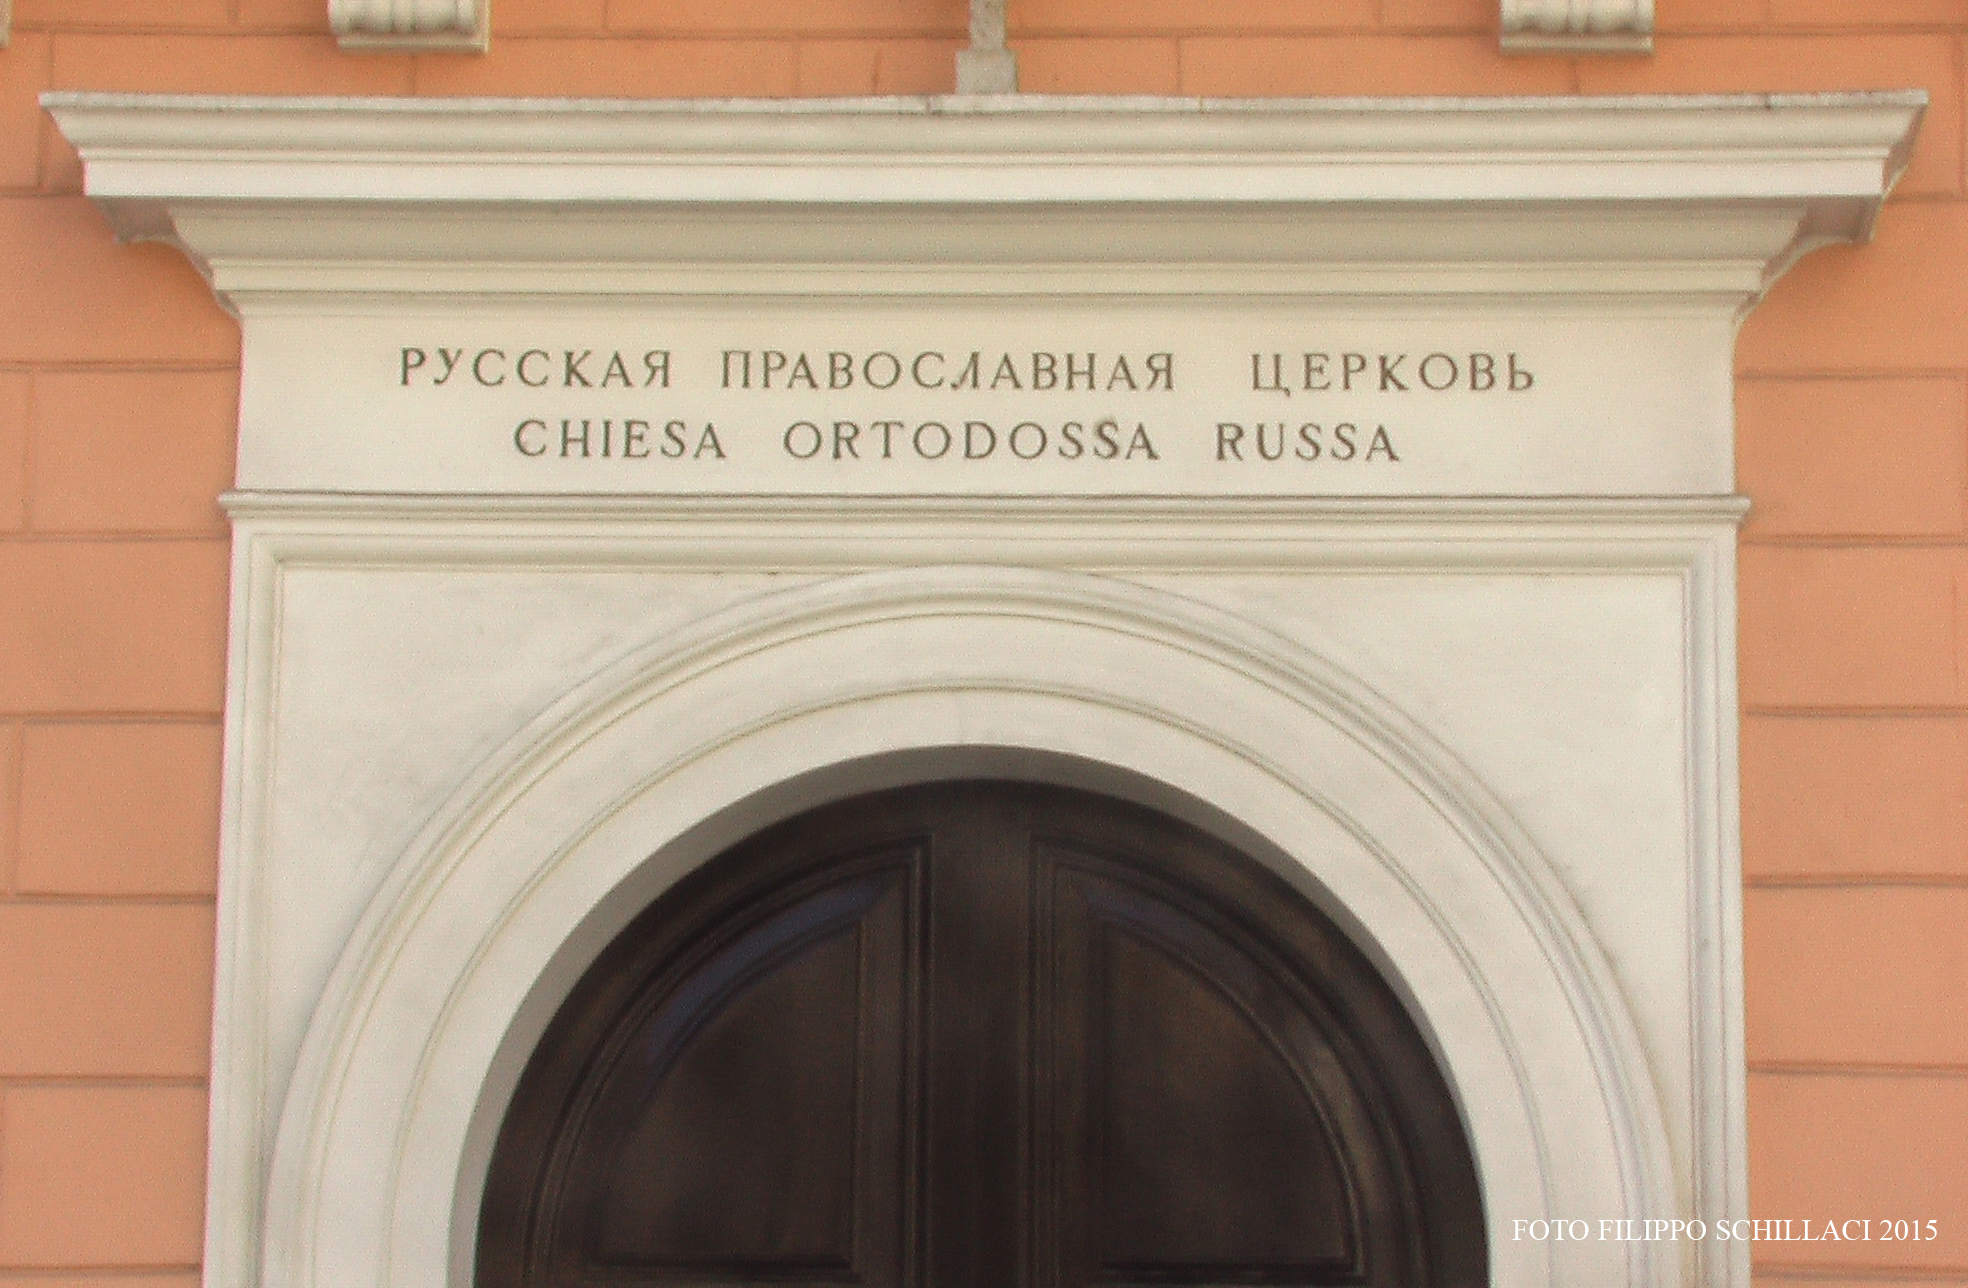 РУССКАЯ ПРАВОСЛАВНАЯ ЦЕРКОВЬ
CHIESA ORTODOSSA RUSSA
FOTO FILIPPO SCHILLACI 2015